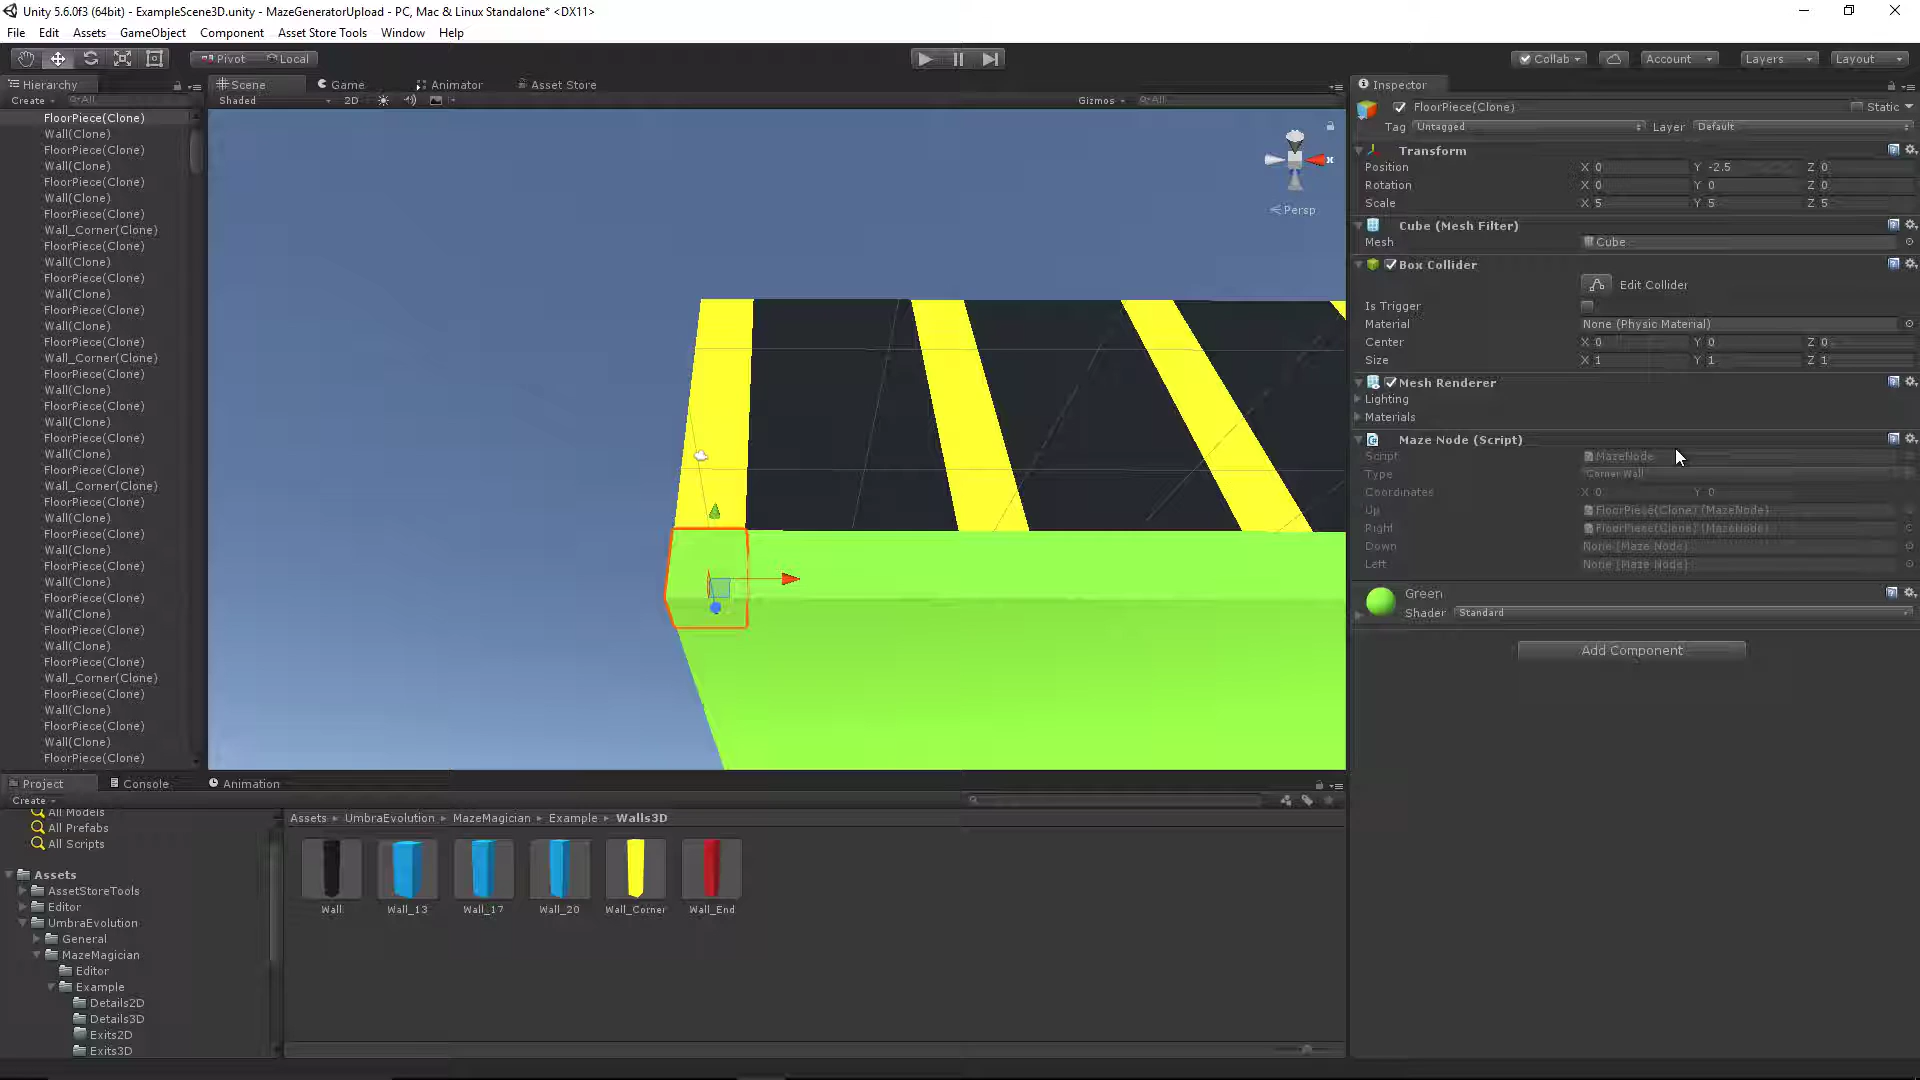 Unity 5.6.0f3 (64bit) - ExampleScene3D.unity - MazeGeneratorUpload - PC, Mac & Linux Standalone* <DX11>
File Edit Assets GameObject Component Asset Store Tools Window Help
Pivot Local Collab Account Layers Layout
Hierarchy
Create All
FloorPiece(Clone)
Wall(Clone)
FloorPiece(Clone)
Wall(Clone)
FloorPiece(Clone)
Wall(Clone)
FloorPiece(Clone)
Wall_Corner(Clone)
FloorPiece(Clone)
Wall(Clone)
FloorPiece(Clone)
Wall(Clone)
FloorPiece(Clone)
Wall(Clone)
FloorPiece(Clone)
Wall_Corner(Clone)
FloorPiece(Clone)
Wall(Clone)
FloorPiece(Clone)
Wall(Clone)
FloorPiece(Clone)
Wall(Clone)
FloorPiece(Clone)
Wall_Corner(Clone)
FloorPiece(Clone)
Wall(Clone)
FloorPiece(Clone)
Wall(Clone)
FloorPiece(Clone)
Wall(Clone)
FloorPiece(Clone)
Wall(Clone)
FloorPiece(Clone)
Wall(Clone)
FloorPiece(Clone)
Wall_Corner(Clone)
FloorPiece(Clone)
Wall(Clone)
FloorPiece(Clone)
Wall(Clone)
FloorPiece(Clone)
Scene Game Animator Asset Store
Shaded 2D Gizmos All
x
Persp
Inspector
FloorPiece(Clone) Static
Tag Untagged Layer Default
Transform
Position X 0 Y -2.5 Z 0
Rotation X 0 Y 0 Z 0
Scale X 5 Y 5 Z 5
Cube (Mesh Filter)
Mesh Cube
Box Collider
Edit Collider
Is Trigger
Material None (Physic Material)
Center X 0 Y 0 Z 0
Size X 1 Y 1 Z 1
Mesh Renderer
Lighting
Materials
Maze Node (Script)
Script MazeNode
Type Corner Wall
Coordinates X 0 Y 0
Up FloorPiece(Clone) (MazeNode)
Right FloorPiece(Clone) (MazeNode)
Down None (Maze Node)
Left None (Maze Node)
Green
Shader Standard
Add Component
Project Console Animation
Create
All Models
All Prefabs
All Scripts
Assets
AssetStoreTools
Editor
UmbraEvolution
General
MazeMagician
Editor
Example
Details2D
Details3D
Exits2D
Exits3D
Assets UmbraEvolution MazeMagician Example Walls3D
Wall Wall_13 Wall_17 Wall_20 Wall_Corner Wall_End